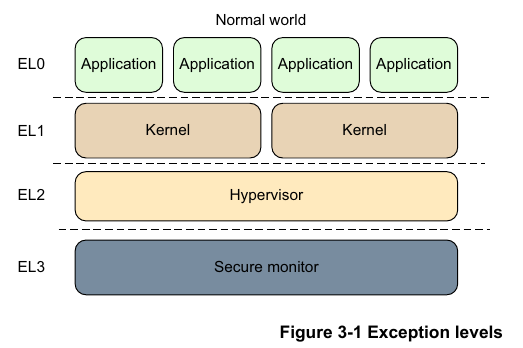 Normal world
EL0 Application Application Application Application
EL1 Kernel Kernel
EL2 Hypervisor
EL3 Secure monitor
Figure 3-1 Exception levels